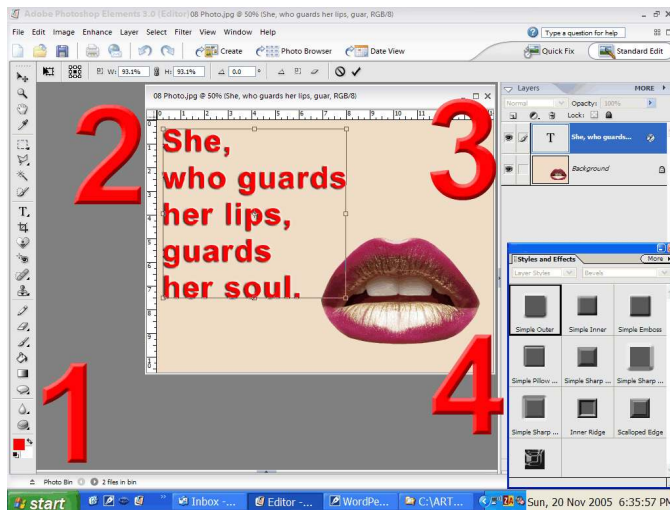 Adobe Photoshop Elements 3.0 (Editor) 08 Photo.jpg @ 50% (She, who guards her lips, guar, RGB/8)
File Edit Image Enhance Layer Select Filter View Window Help
Type a question for help
Create Photo Browser Date View
Quick Fix Standard Edit
W: 93.1% H: 93.1% 0.0 °
08 Photo.jpg @ 50% (She, who guards her lips, guar, RGB/8)
She,
who guards
her lips,
guards
her soul.
1
2
3
4
Layers MORE
Normal Opacity: 100%
Lock:
T She, who guards...
Background
Styles and Effects More
Layer Styles Bevels
Simple Outer Simple Inner Simple Emboss
Simple Pillow ... Simple Sharp ... Simple Sharp ...
Simple Sharp ... Inner Ridge Scalloped Edge
Photo Bin 2 files in bin
start Inbox -... Editor -... WordPe... C:\ART... Sun, 20 Nov 2005 6:35:57 PM